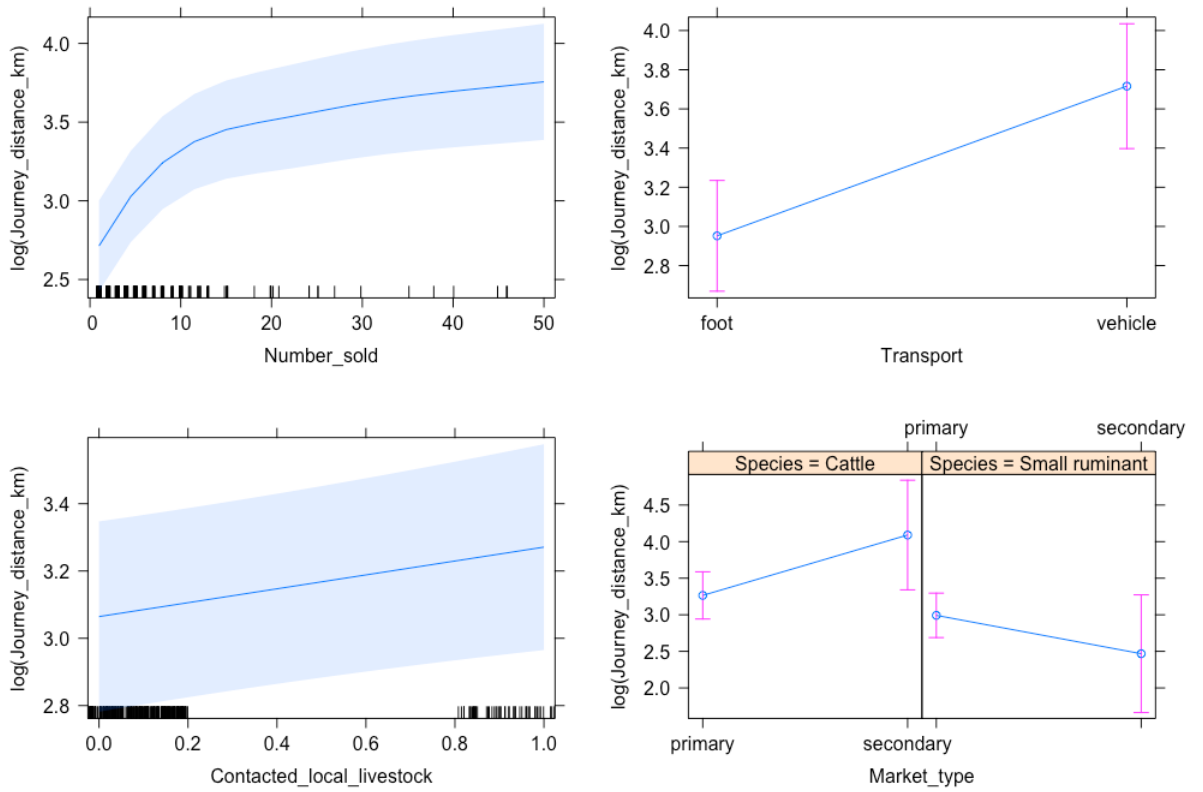 log(Journey_distance_km)
4.0
3.5
3.0
2.5
0 10 20 30 40 50
Number_sold
log(Journey_distance_km)
4.0
3.8
3.6
3.4
3.2
3.0
2.8
foot vehicle
Transport
log(Journey_distance_km)
3.4
3.2
3.0
2.8
0.0 0.2 0.4 0.6 0.8 1.0
Contacted_local_livestock
primary secondary
Species = Cattle Species = Small ruminant
log(Journey_distance_km)
4.5
4.0
3.5
3.0
2.5
2.0
primary secondary
Market_type